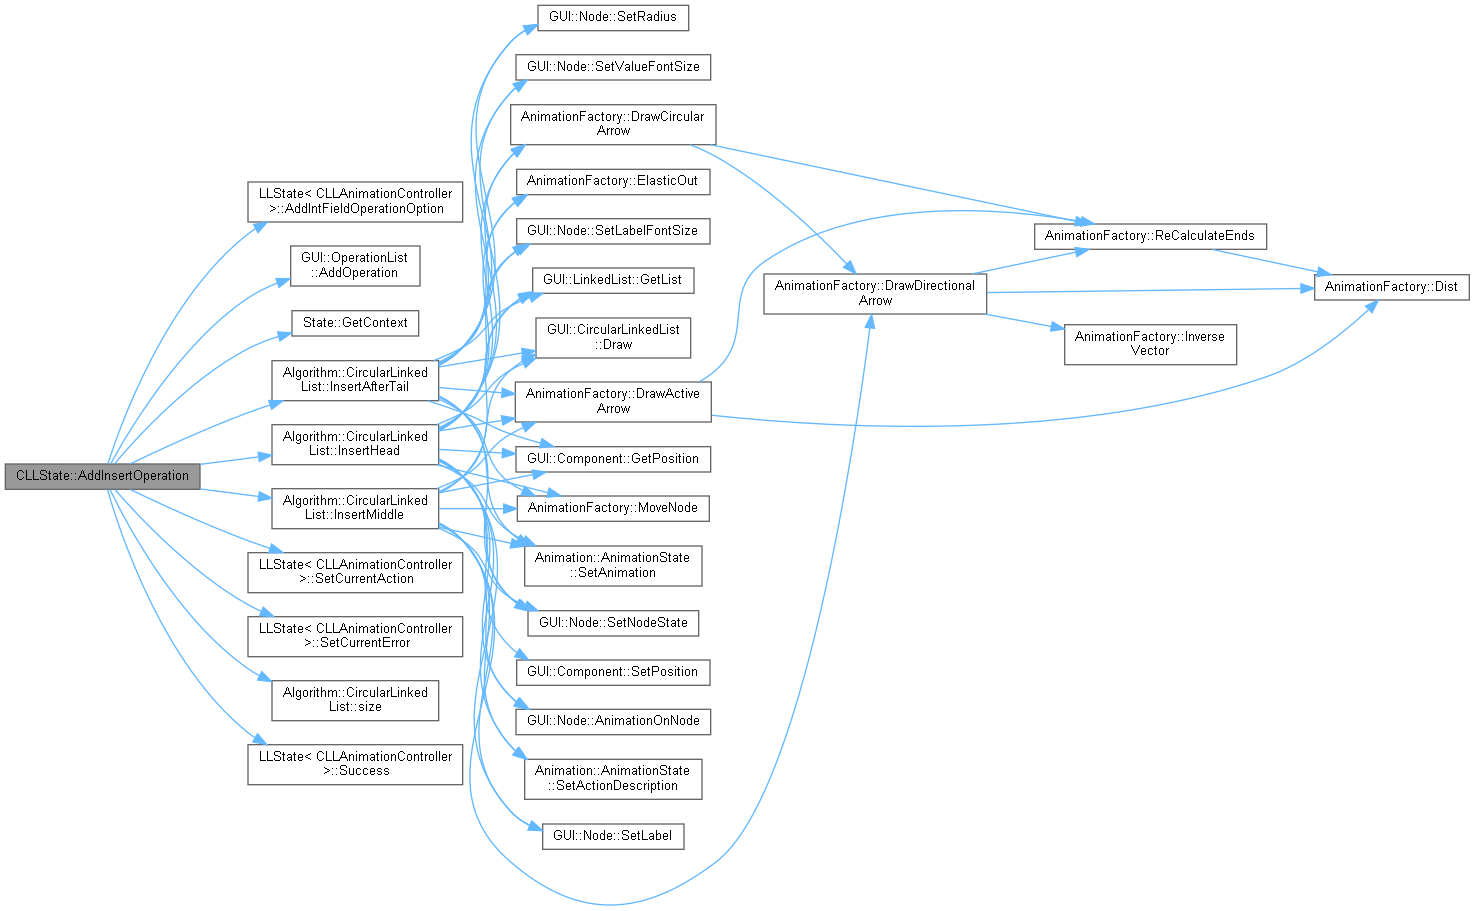 CLLState::AddInsertOperation
LLState< CLLAnimationController
>::AddIntFieldOperationOption
GUI::OperationList
::AddOperation
State::GetContext
Algorithm::CircularLinked
List::InsertAfterTail
Algorithm::CircularLinked
List::InsertHead
Algorithm::CircularLinked
List::InsertMiddle
LLState< CLLAnimationController
>::SetCurrentAction
LLState< CLLAnimationController
>::SetCurrentError
Algorithm::CircularLinked
List::size
LLState< CLLAnimationController
>::Success
GUI::Node::SetRadius
GUI::Node::SetValueFontSize
AnimationFactory::DrawCircular
Arrow
AnimationFactory::ElasticOut
GUI::Node::SetLabelFontSize
GUI::LinkedList::GetList
GUI::CircularLinkedList
::Draw
AnimationFactory::DrawActive
Arrow
GUI::Component::GetPosition
AnimationFactory::MoveNode
Animation::AnimationState
::SetAnimation
GUI::Node::SetNodeState
GUI::Component::SetPosition
GUI::Node::AnimationOnNode
Animation::AnimationState
::SetActionDescription
GUI::Node::SetLabel
AnimationFactory::DrawDirectional
Arrow
AnimationFactory::ReCalculateEnds
AnimationFactory::Inverse
Vector
AnimationFactory::Dist